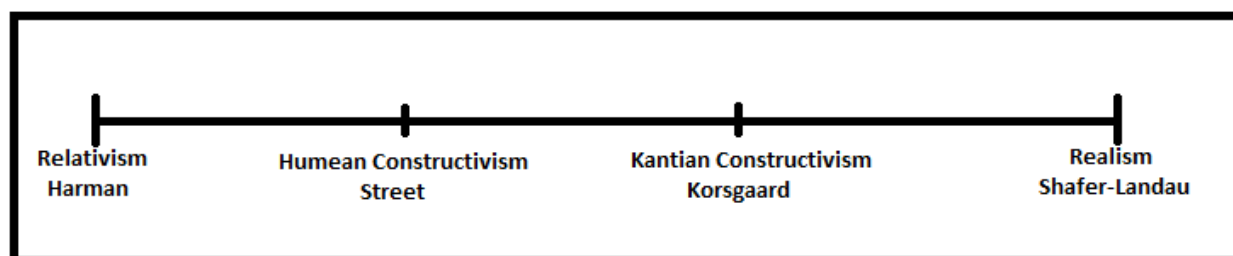 Relativism
Harman
Humean Constructivism
Street
Kantian Constructivism
Korsgaard
Realism
Shafer-Landau